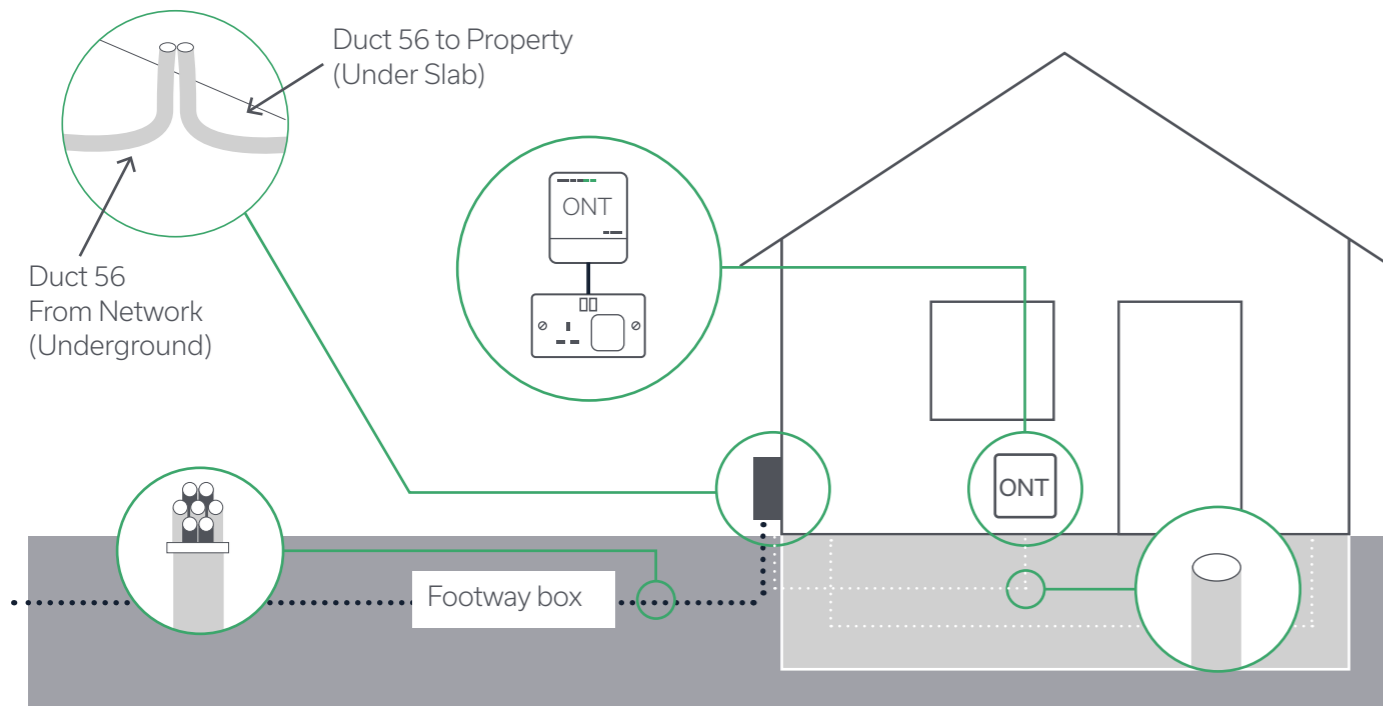 Duct 56 to Property
(Under Slab)
Duct 56
From Network
(Underground)
ONT
ONT
Footway box